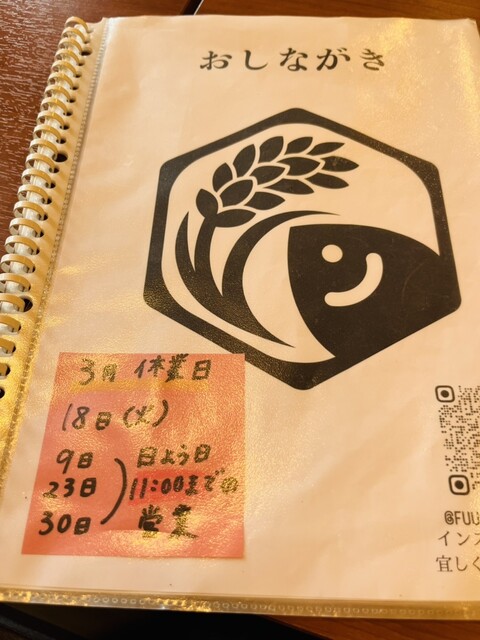 おしながき
3月 休業日
18日(火)
9日 日よう日
23日 11:00までの
30日 営業
@FUU
インス
宜しく